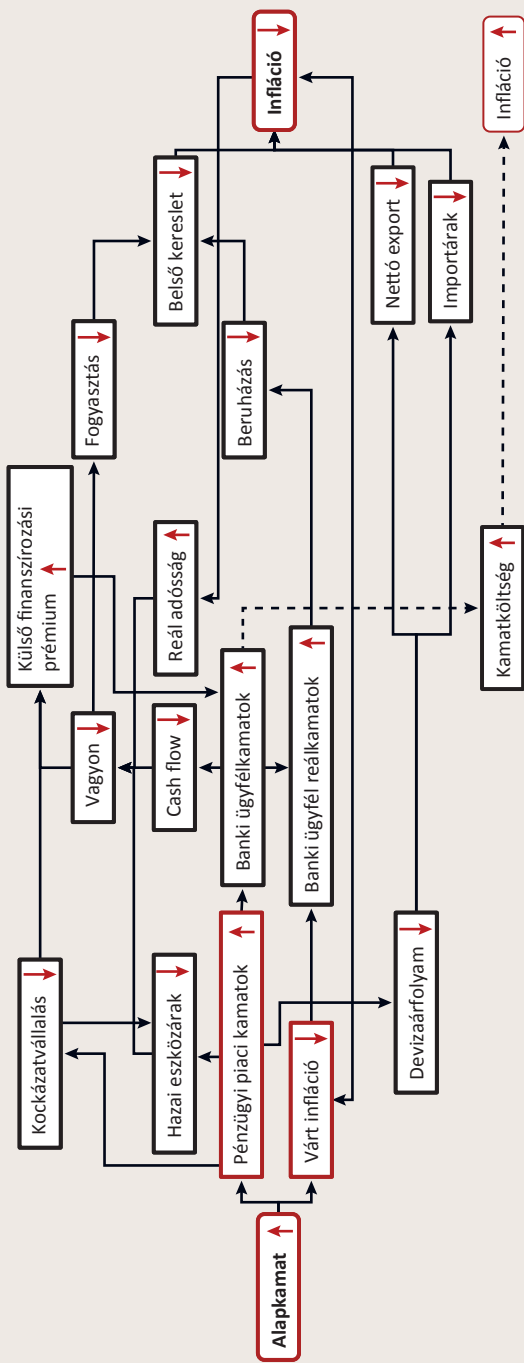 Alapkamat
Pénzügyi piaci kamatok
Várt infláció
Kockázatvállalás
Hazai eszközárak
Devizaárfolyam
Külső finanszírozási
prémium
Vagyon
Cash flow
Banki ügyfélkamatok
Banki ügyfél reálkamatok
Reál adósság
Kamatköltség
Fogyasztás
Beruházás
Belső kereslet
Nettó export
Importárak
Infláció
Infláció